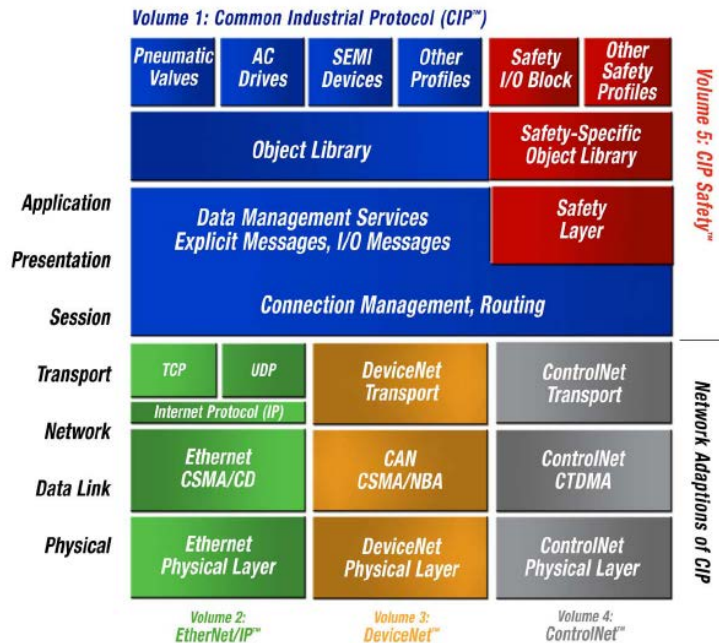 Volume 1: Common Industrial Protocol (CIP™)
Pneumatic
Valves
AC
Drives
SEMI
Devices
Other
Profiles
Safety
I/O Block
Other
Safety
Profiles
Object Library
Safety-Specific
Object Library
Volume 5: CIP Safety™
Application
Presentation
Session
Data Management Services
Explicit Messages, I/O Messages
Safety
Layer
Connection Management, Routing
Transport
Network
Data Link
Physical
TCP
UDP
Internet Protocol (IP)
DeviceNet
Transport
ControlNet
Transport
Ethernet
CSMA/CD
CAN
CSMA/NBA
ControlNet
CTDMA
Ethernet
Physical Layer
DeviceNet
Physical Layer
ControlNet
Physical Layer
Network Adaptions of CIP
Volume 2:
EtherNet/IP™
Volume 3:
DeviceNet™
Volume 4:
ControlNet™